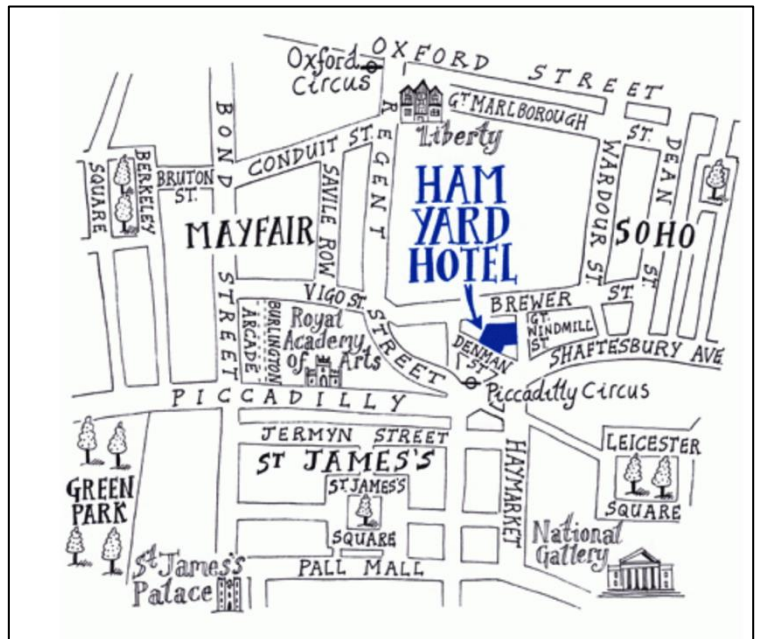 OXFORD STREET
Oxford
Circus
GT MARLBOROUGH
ST.
Liberty
BOND
STREET
CONDUIT ST.
REGENT
STREET
SAVILE ROW
BERKELEY
SQUARE
BRUTON
ST.
MAYFAIR
HAM
YARD
HOTEL
WARDOUR ST.
DEAN
ST.
SOHO
VIGO ST.
BREWER ST.
GT.
WINDMILL
ST
DENMAN
ST
SHAFTESBURY AVE.
BURLINGTON
ARCADE
Royal
Academy
of Arts
Piccadilly Circus
PICCADILLY
JERMYN STREET
ST JAMES'S
ST JAMES'S
SQUARE
HAYMARKET
LEICESTER
SQUARE
GREEN
PARK
National
Gallery
St James's
Palace
PALL MALL